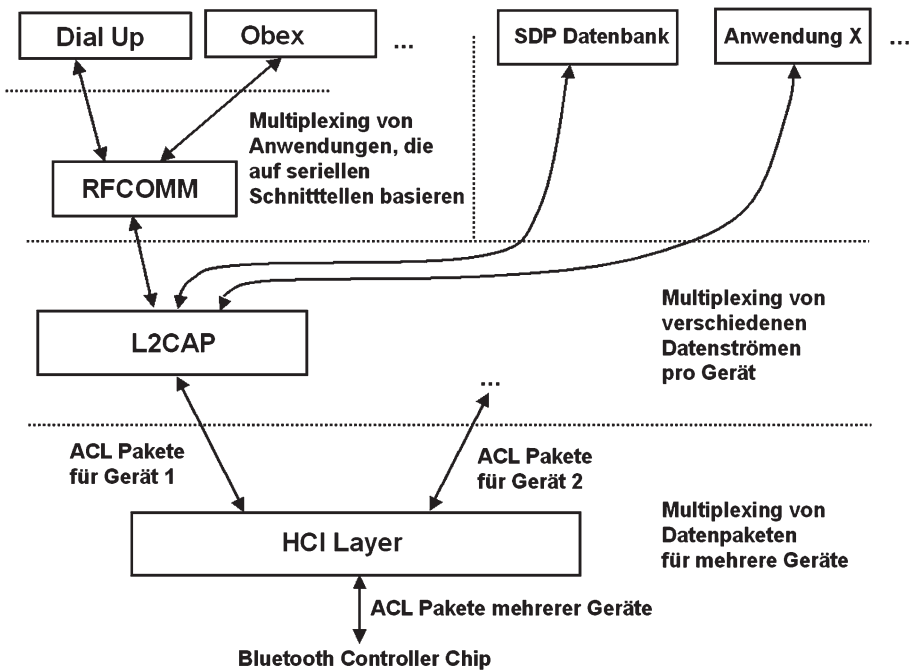 Dial Up
Obex
...
SDP Datenbank
Anwendung X
...
Multiplexing von
Anwendungen, die
auf seriellen
Schnitttellen basieren
RFCOMM
L2CAP
Multiplexing von
verschiedenen
Datenströmen
pro Gerät
...
ACL Pakete
für Gerät 1
ACL Pakete
für Gerät 2
HCI Layer
Multiplexing von
Datenpaketen
für mehrere Geräte
ACL Pakete mehrerer Geräte
Bluetooth Controller Chip